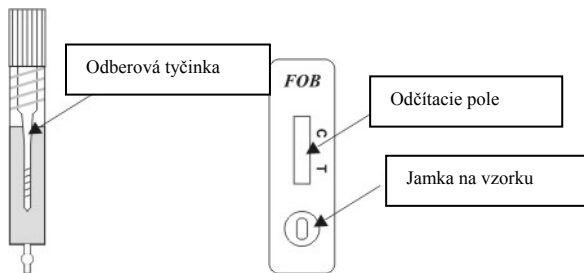 Odberová tyčinka
FOB
Odčítacie pole
C
T
Jamka na vzorku